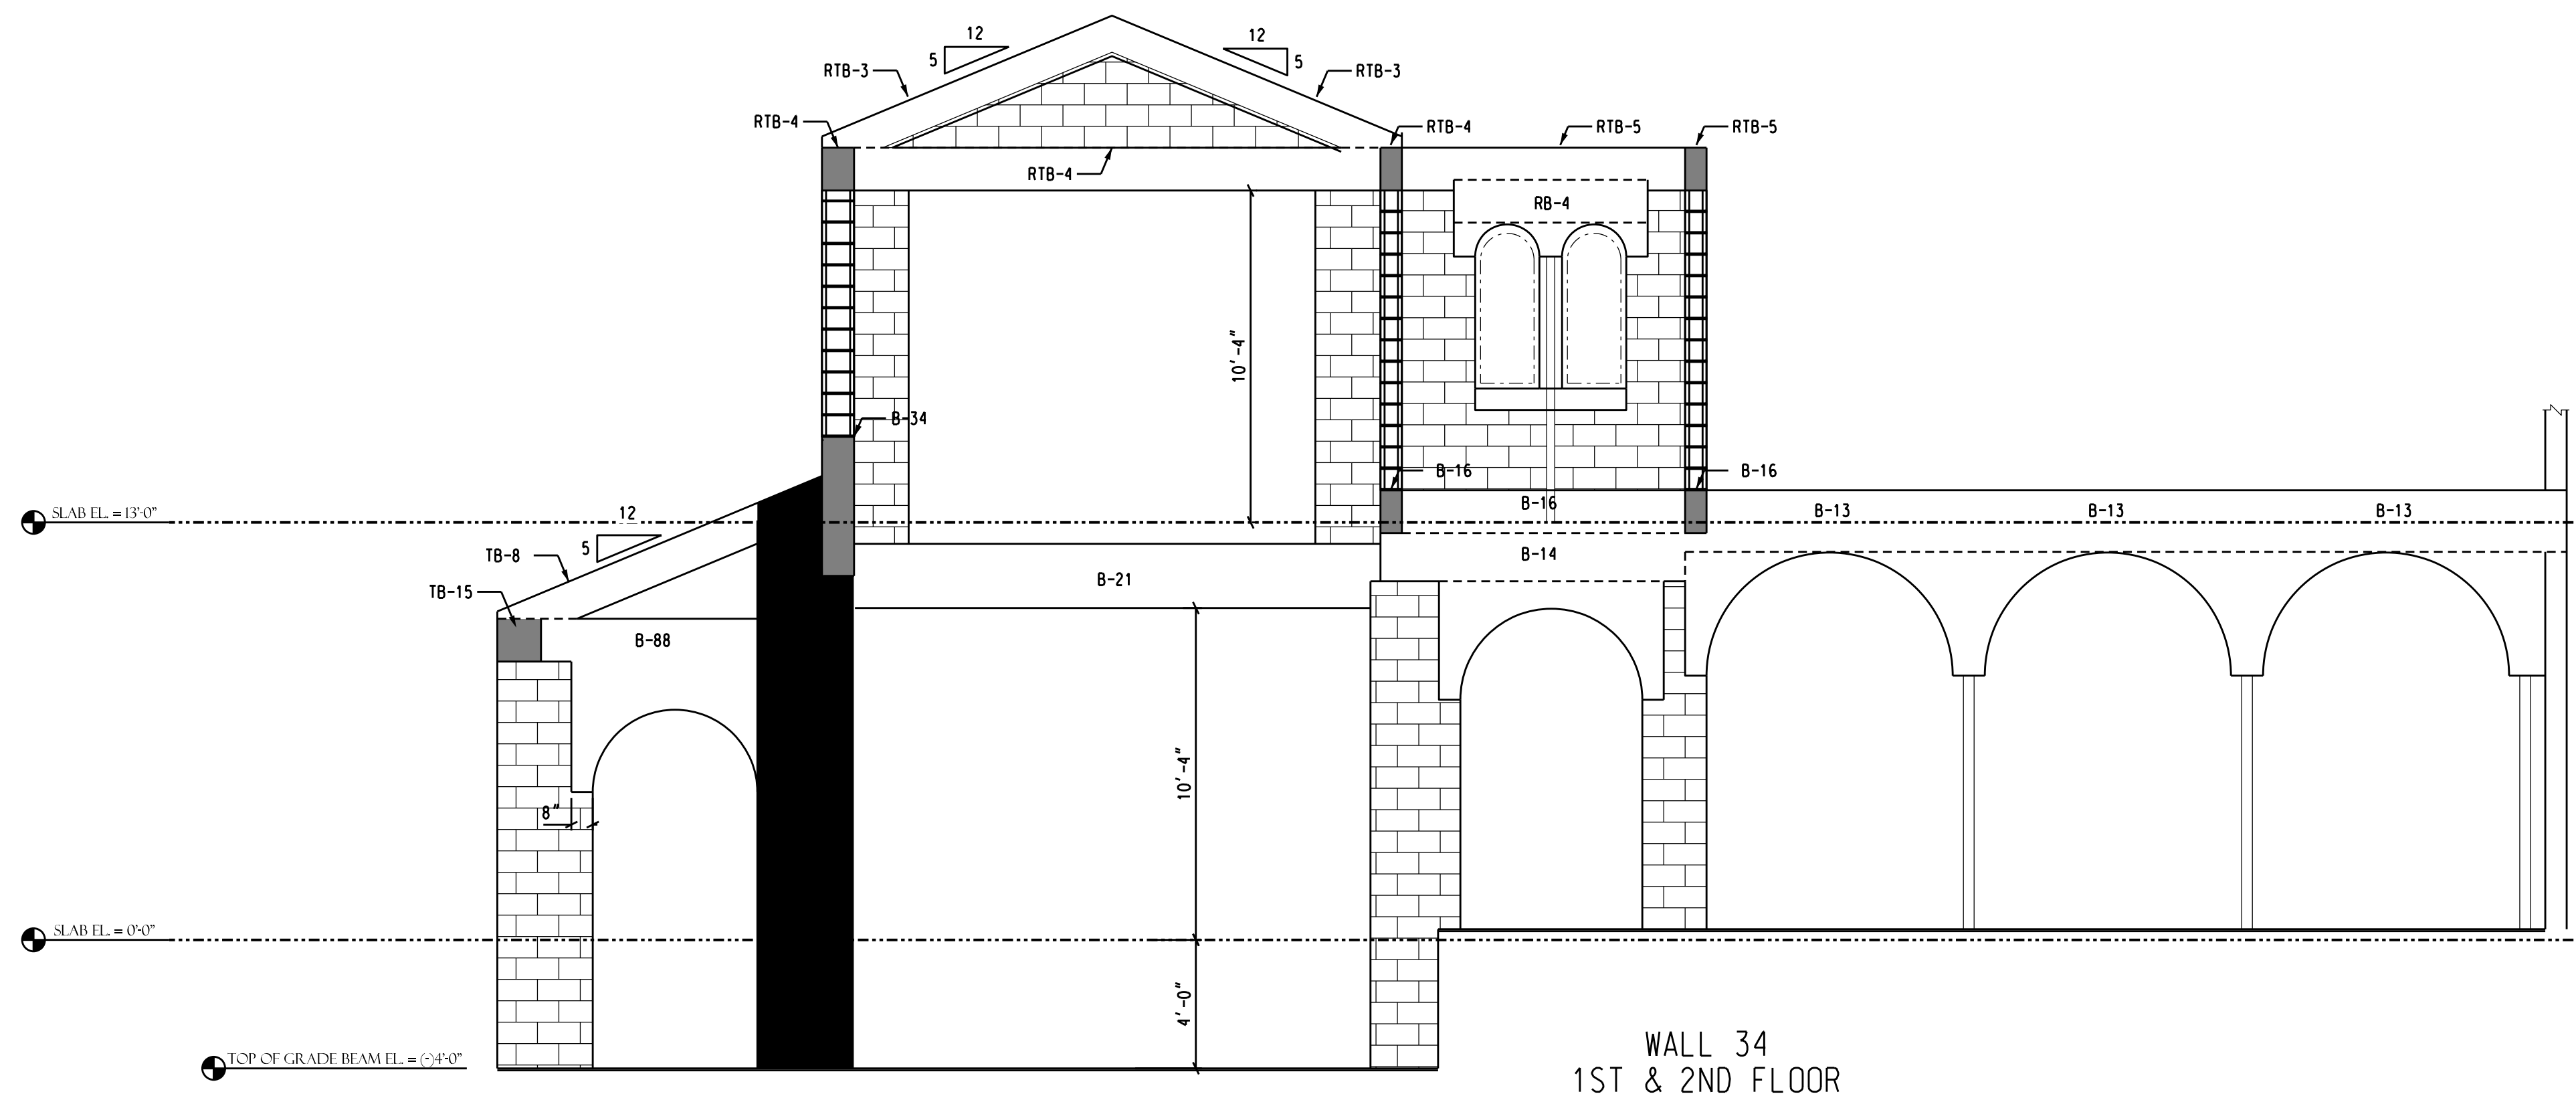 12
12
5
5
RTB-3
RTB-3
RTB-4
RTB-4
RTB-5
RTB-5
RTB-4
RB-4
10'-4"
B-34
B-16
B-16
B-16
SLAB EL. = 13'-0"
12
5
B-13
B-13
B-13
TB-8
B-14
B-21
TB-15
B-88
10'-4"
8"
SLAB EL. = 0'-0"
4'-0"
TOP OF GRADE BEAM EL. = (-)4'-0"
WALL 34
1ST & 2ND FLOOR